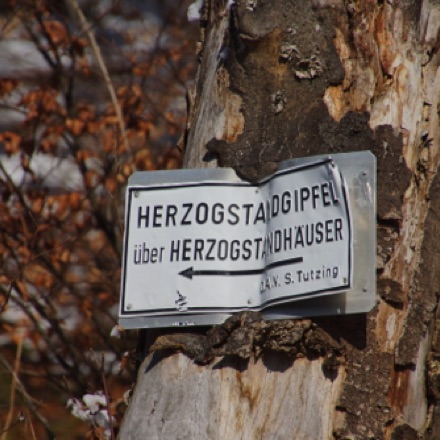 HERZOGSTANDGIPFEL
über HERZOGSTANDHÄUSER
D.A.V. S. Tutzing